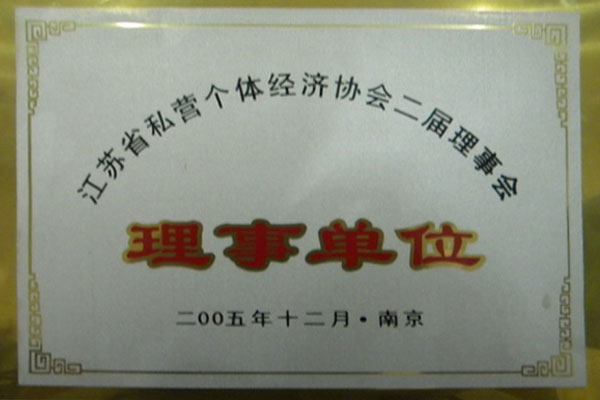 江苏省私营个体经济协会二届理事会
理事单位
二00五年十二月·南京